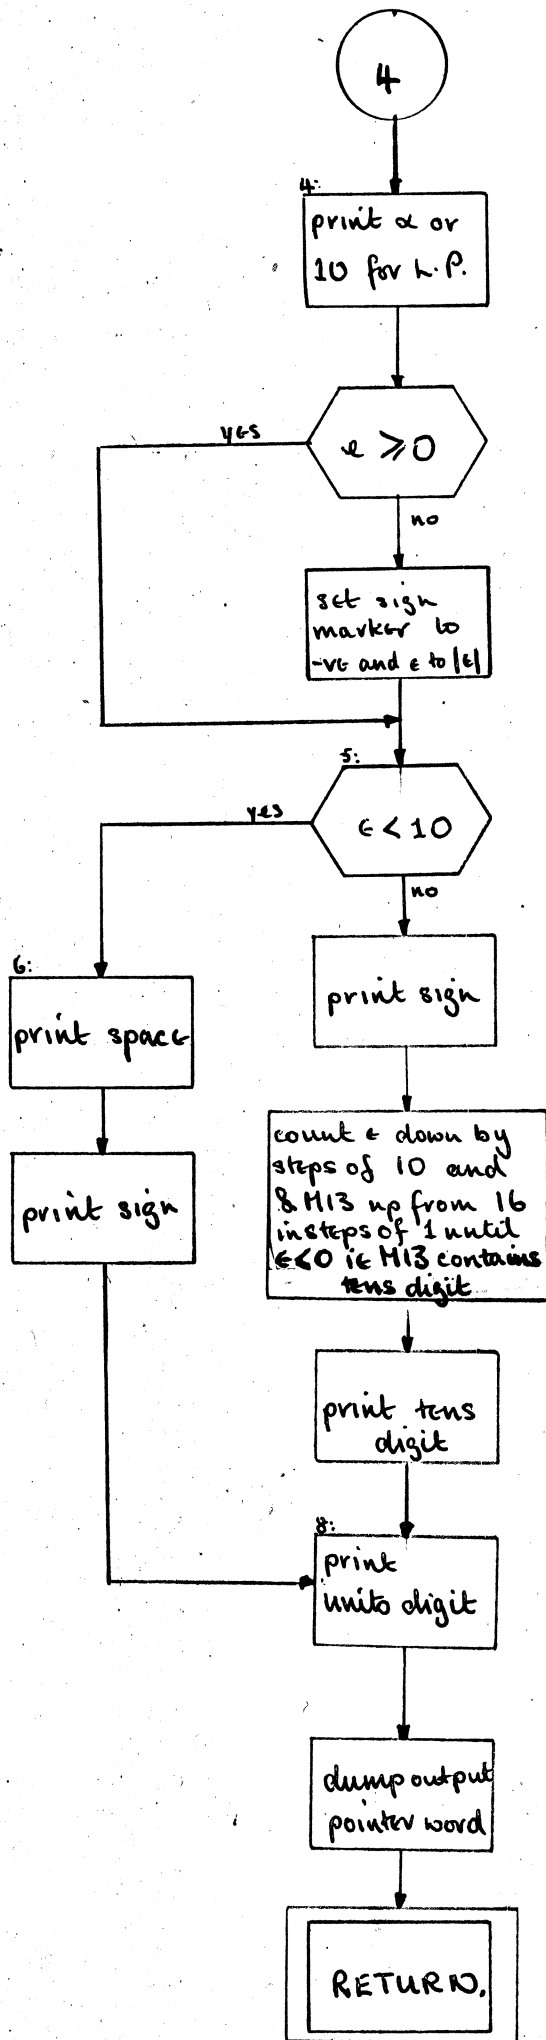 4
4:
print α or
10 for L.P.
yes
e ≥0
no
set sign
marker to
-ve and ϵ to |ϵ|
5:
yes
ϵ < 10
no
6:
print space
print sign
print sign
count ϵ down by
steps of 10 and
& M13 up from 16
in steps of 1 until
ϵ<0 ie M13 contains
tens digit
print tens
digit
8:
print
units digit
dump output
pointer word
RETURN.